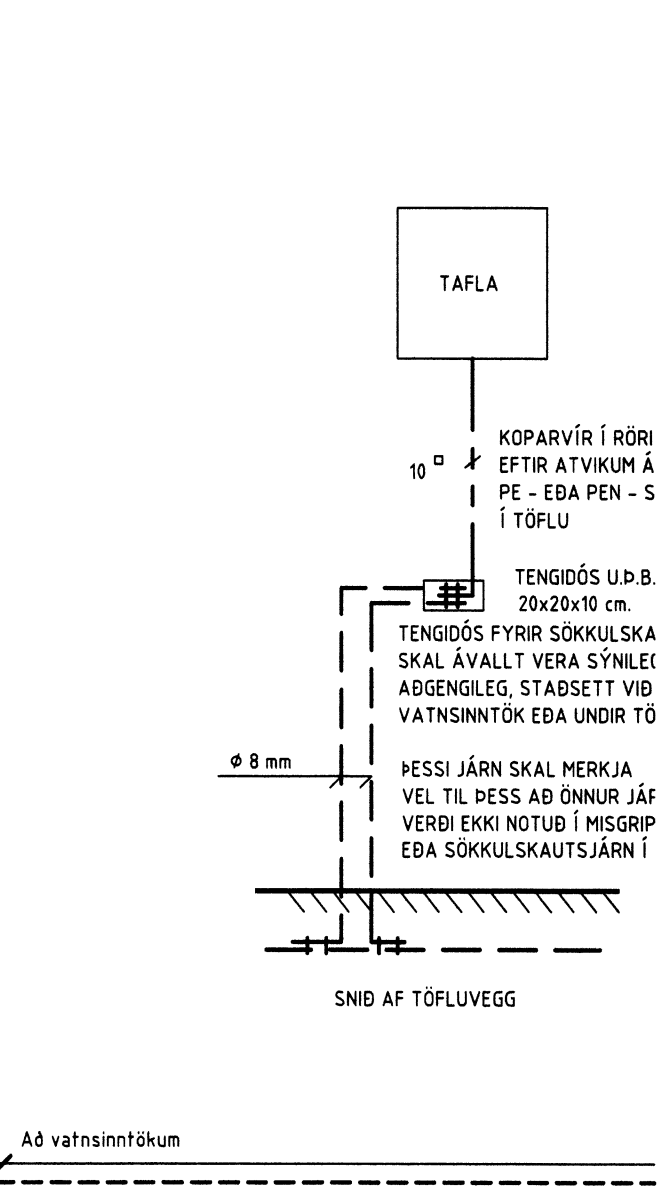 TAFLA
KOPARVÍR Í RÖRI
10 □ EFTIR ATVIKUM Á
PE - EÐA PEN - S
Í TÖFLU
TENGIDÓS U.Þ.B.
20x20x10 cm.
TENGIDÓS FYRIR SÖKKULSKA
SKAL ÁVALLT VERA SÝNILEG
AÐGENGILEG, STAÐSETT VIÐ
VATNSINNTÖK EÐA UNDIR TÖ
ø 8 mm
ÞESSI JÁRN SKAL MERKJA
VEL TIL ÞESS AÐ ÖNNUR JÁR
VERÐI EKKI NOTUÐ Í MISGRIP
EÐA SÖKKULSKAUTSJÁRN Í
SNIÐ AF TÖFLUVEGG
Að vatnsinntökum